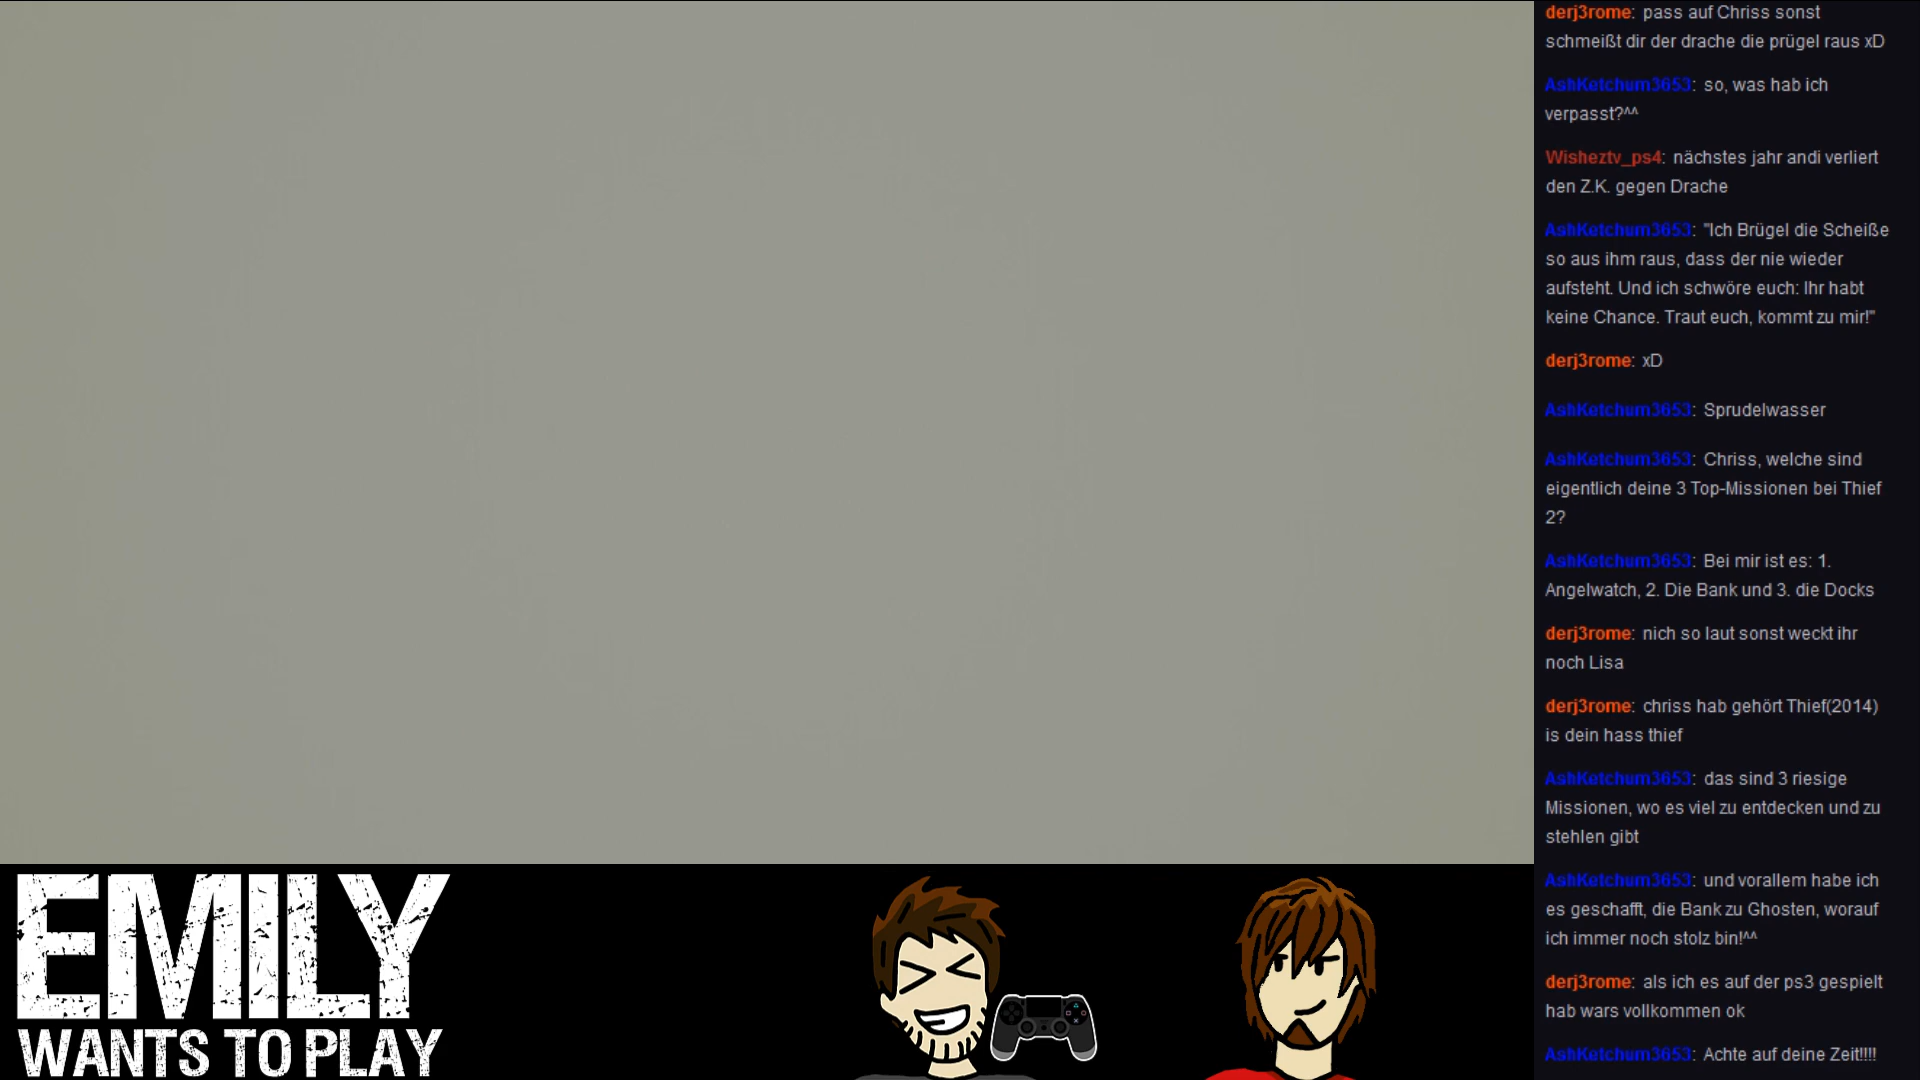 derj3rome: pass auf Chriss sonst
schmeißt dir der drache die prügel raus xD
AshKetchum3653: so, was hab ich
verpasst?^^
Wisheztv_ps4: nächstes jahr andi verliert
den Z.K. gegen Drache
AshKetchum3653: "Ich Brügel die Scheiße
so aus ihm raus, dass der nie wieder
aufsteht. Und ich schwöre euch: Ihr habt
keine Chance. Traut euch, kommt zu mir!"
derj3rome: xD
AshKetchum3653: Sprudelwasser
AshKetchum3653: Chriss, welche sind
eigentlich deine 3 Top-Missionen bei Thief
2?
AshKetchum3653: Bei mir ist es: 1.
Angelwatch, 2. Die Bank und 3. die Docks
derj3rome: nich so laut sonst weckt ihr
noch Lisa
derj3rome: chriss hab gehört Thief(2014)
is dein hass thief
AshKetchum3653: das sind 3 riesige
Missionen, wo es viel zu entdecken und zu
stehlen gibt
AshKetchum3653: und vorallem habe ich
es geschafft, die Bank zu Ghosten, worauf
ich immer noch stolz bin!^^
derj3rome: als ich es auf der ps3 gespielt
hab wars vollkommen ok
AshKetchum3653: Achte auf deine Zeit!!!!
EMILY
WANTS TO PLAY